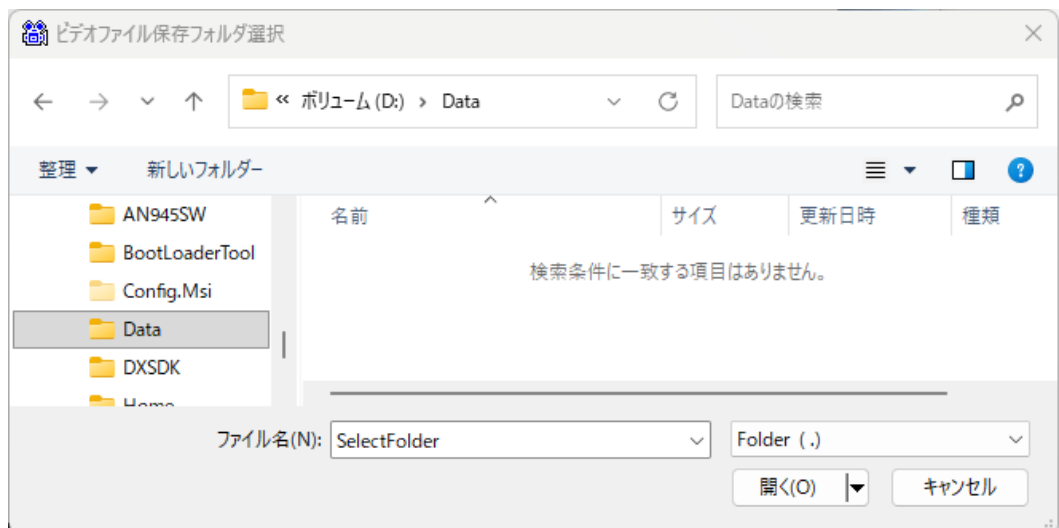 ビデオファイル保存フォルダ選択
« ボリューム (D:) › Data
Dataの検索
整理 新しいフォルダー
名前 サイズ 更新日時 種類
検索条件に一致する項目はありません。
AN945SW
BootLoaderTool
Config.Msi
Data
DXSDK
Home
ファイル名(N): SelectFolder Folder (.)
開く(O) キャンセル